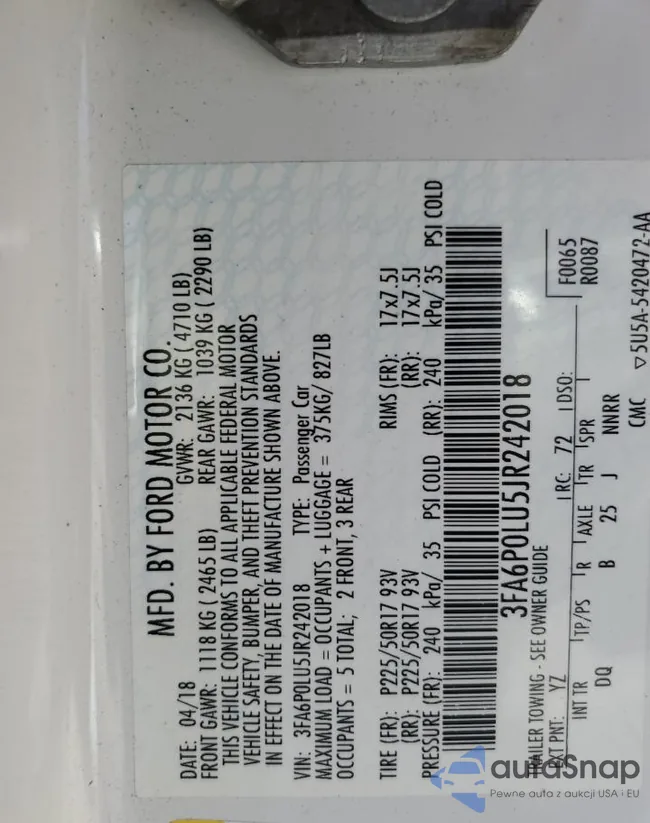 MFD. BY FORD MOTOR CO.
DATE: 04/18 GVWR: 2136 KG ( 4710 LB)
FRONT GAWR: 1118 KG ( 2465 LB) REAR GAWR: 1039 KG ( 2290 LB)
THIS VEHICLE CONFORMS TO ALL APPLICABLE FEDERAL MOTOR
VEHICLE SAFETY, BUMPER, AND THEFT PREVENTION STANDARDS
IN EFFECT ON THE DATE OF MANUFACTURE SHOWN ABOVE.
VIN: 3FA6P0LU5JR242018 TYPE: Passenger Car
MAXIMUM LOAD = OCCUPANTS + LUGGAGE = 375KG/ 827LB
OCCUPANTS = 5 TOTAL; 2 FRONT, 3 REAR
TIRE (FR): P225/50R17 93V RIMS (FR): 17x7.5J
(RR): P225/50R17 93V (RR): 17x7.5J
PRESSURE (FR): 240 kPa/ 35 PSI COLD (RR): 240 kPa/ 35 PSI COLD
3FA6P0LU5JR242018
TRAILER TOWING - SEE OWNER GUIDE
EXT PNT: YZ RC: 72 DSO: F0065
R0087
INT TR TP/PS R AXLE TR SPR
DQ B 25 J NNRR
CMC ▽5U5A-5420472-AA
autoSnap
Pewne auta z aukcji USA i EU